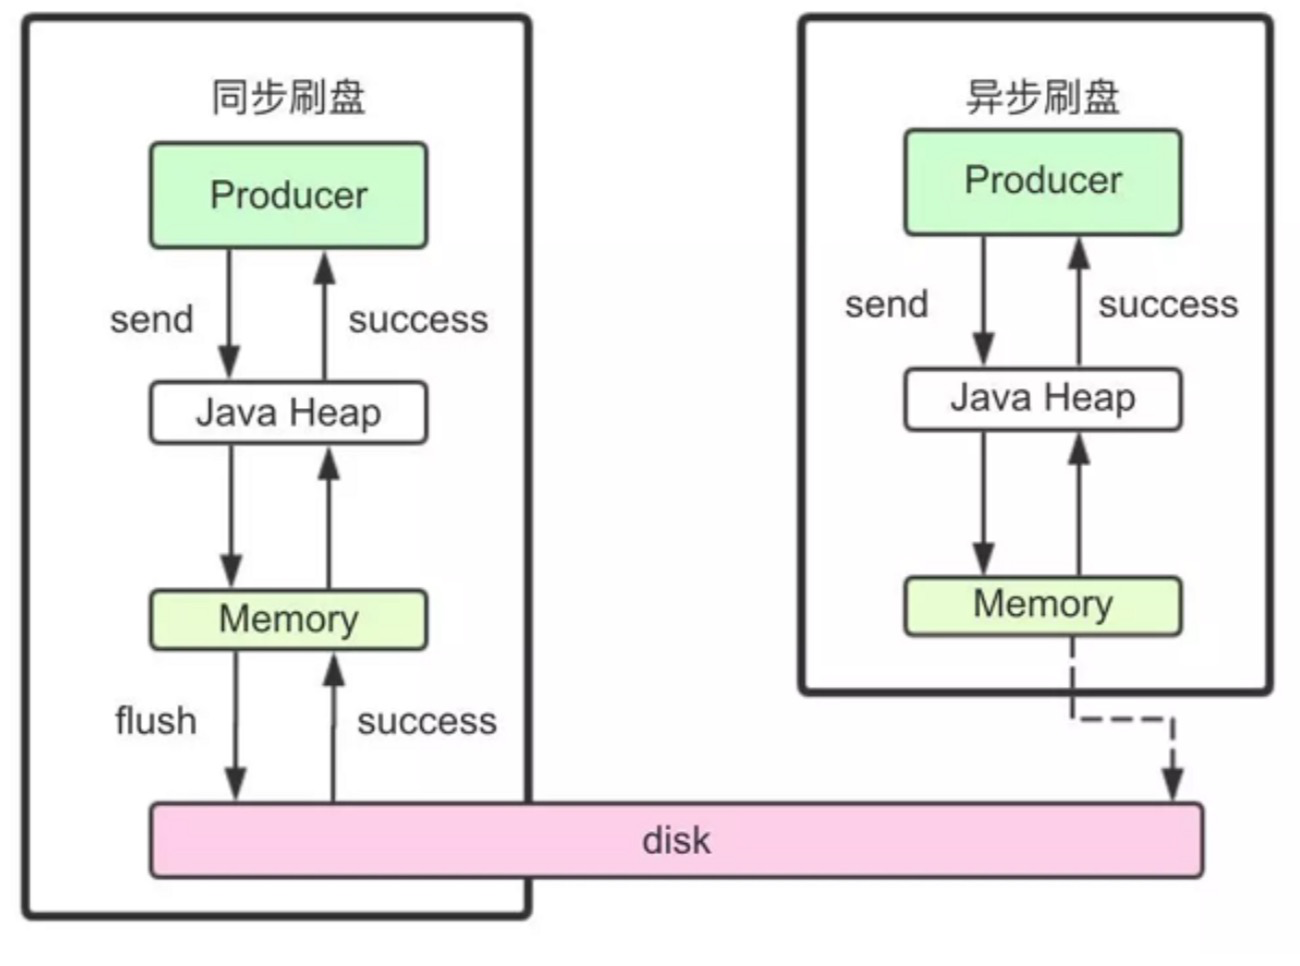 同步刷盘
Producer
send
success
Java Heap
Memory
flush
success
异步刷盘
Producer
send
success
Java Heap
Memory
disk